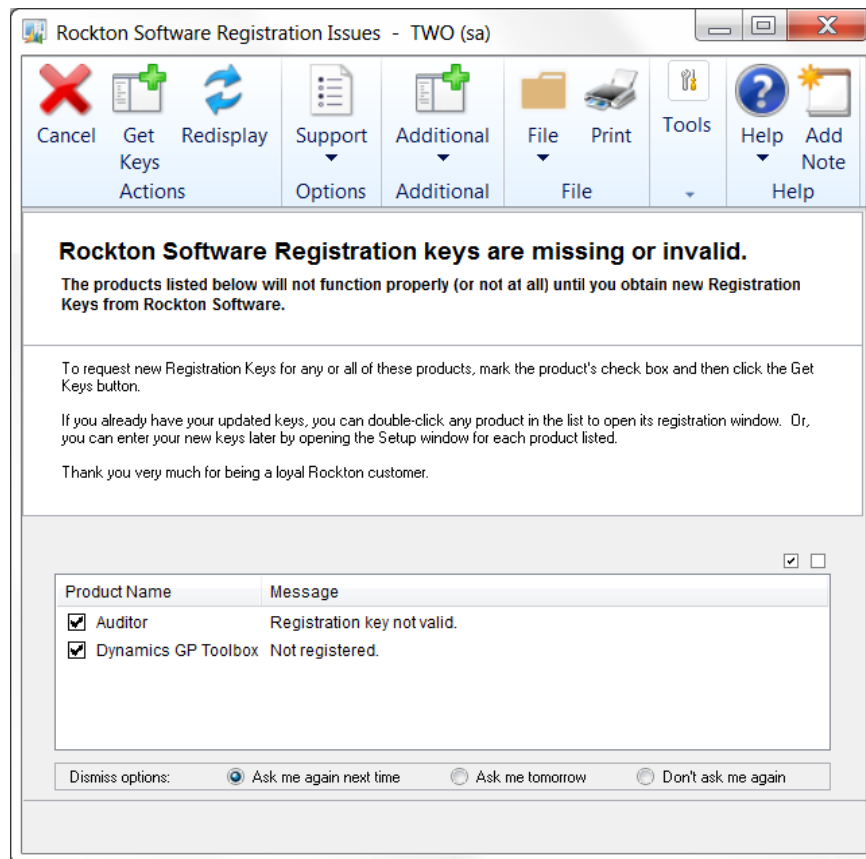 Rockton Software Registration Issues - TWO (sa)
Cancel Get Keys Redisplay Support Additional File Print Tools Help Add Note
Actions Options Additional File Help
Rockton Software Registration keys are missing or invalid.
The products listed below will not function properly (or not at all) until you obtain new Registration
Keys from Rockton Software.
To request new Registration Keys for any or all of these products, mark the product's check box and then click the Get
Keys button.
If you already have your updated keys, you can double-click any product in the list to open its registration window. Or,
you can enter your new keys later by opening the Setup window for each product listed.
Thank you very much for being a loyal Rockton customer.
Product Name Message
Auditor Registration key not valid.
Dynamics GP Toolbox Not registered.
Dismiss options: Ask me again next time Ask me tomorrow Don't ask me again